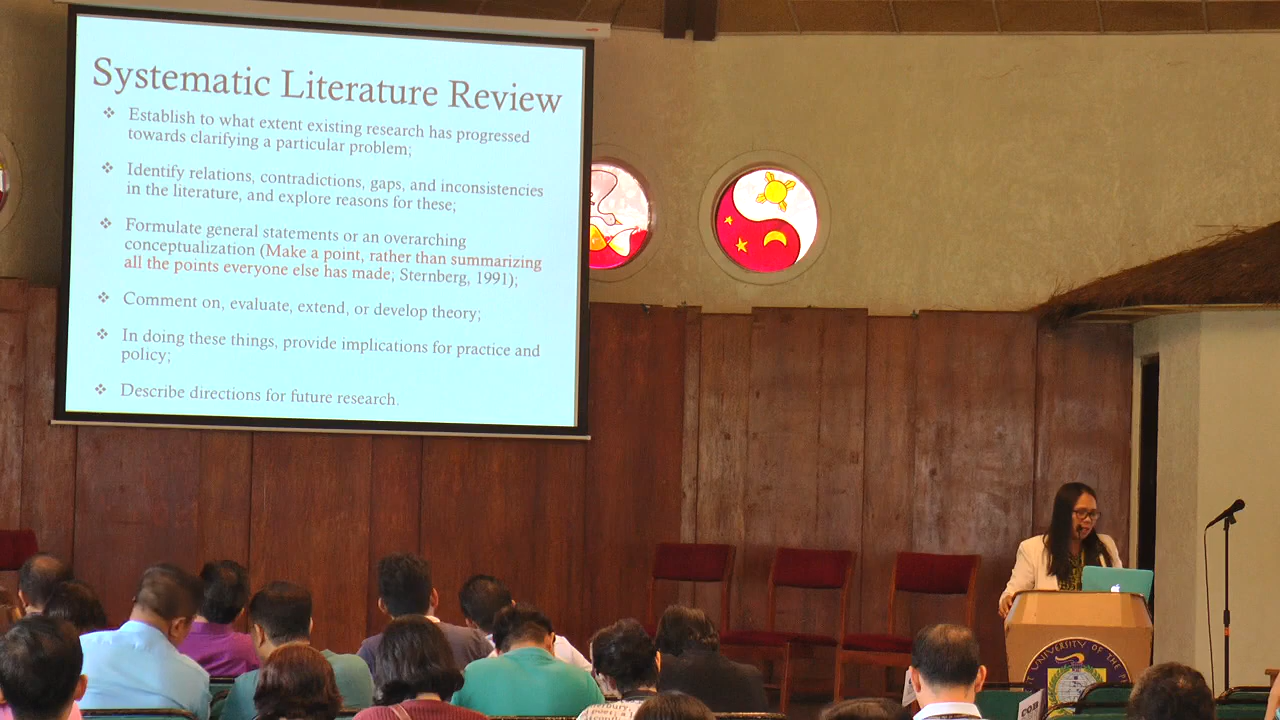 Systematic Literature Review
❖ Establish to what extent existing research has progressed
towards clarifying a particular problem;
❖ Identify relations, contradictions, gaps, and inconsistencies
in the literature, and explore reasons for these;
❖ Formulate general statements or an overarching
conceptualization (Make a point, rather than summarizing
all the points everyone else has made; Sternberg, 1991);
❖ Comment on, evaluate, extend, or develop theory;
❖ In doing these things, provide implications for practice and
policy;
❖ Describe directions for future research.
UNIVERSITY OF THE